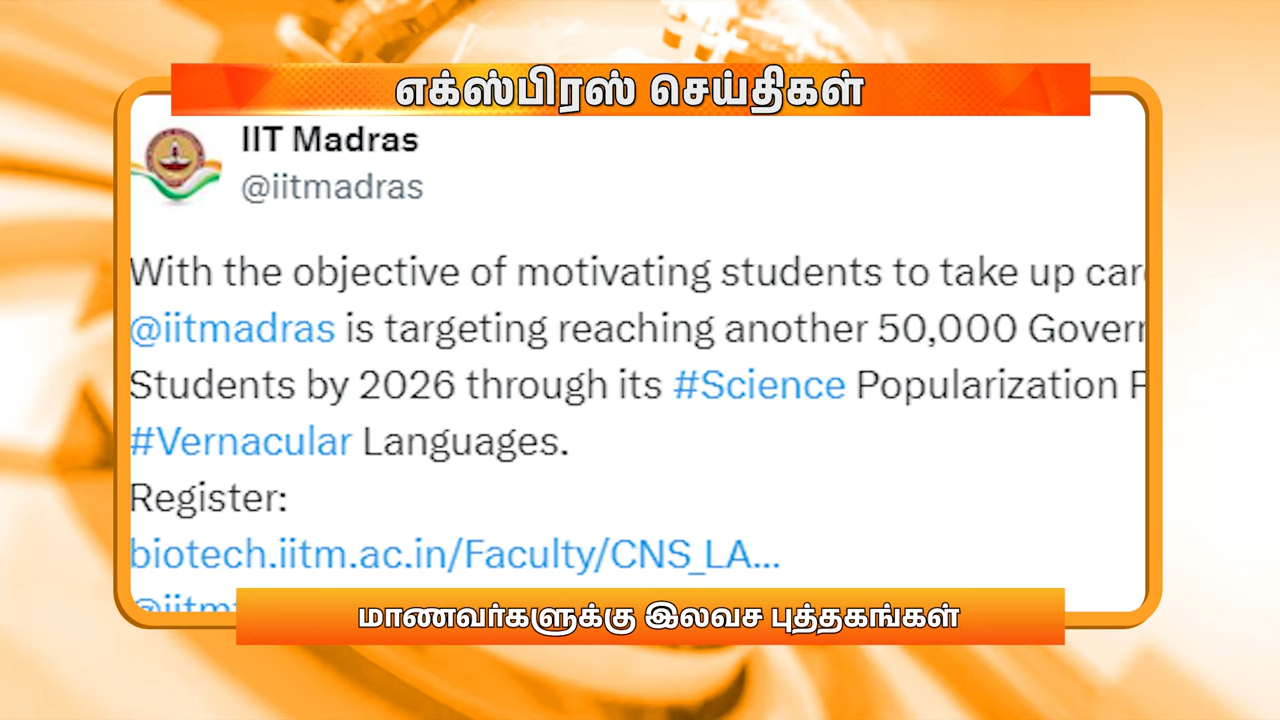 எக்ஸ்பிரஸ் செய்திகள்
IIT Madras
@iitmadras
With the objective of motivating students to take up
@iitmadras is targeting reaching another 50,000
Students by 2026 through its #Science Popularization
#Vernacular Languages.
Register:
biotech.iitm.ac.in/Faculty/CNS_LA...
மாணவர்களுக்கு இலவச புத்தகங்கள்